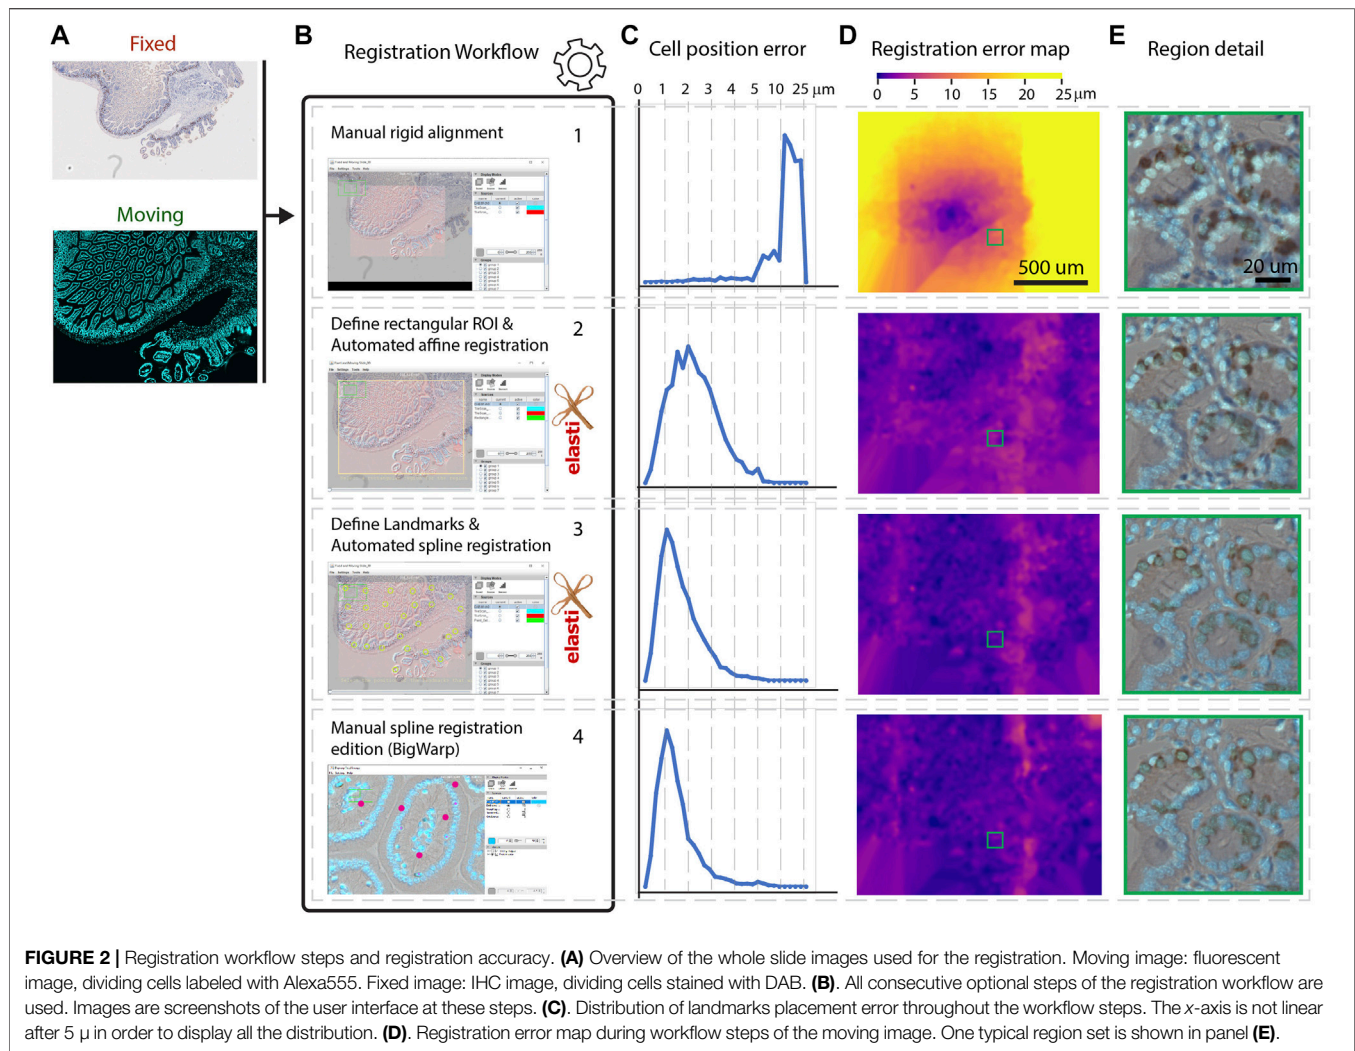 A
Fixed
Moving
B
Registration Workflow
Manual rigid alignment
1
Define rectangular ROI &
Automated affine registration
2
elasti
Define Landmarks &
Automated spline registration
3
elasti
Manual spline registration
edition (BigWarp)
4
C
Cell position error
0 1 2 3 4 5 10 25 μm
D
Registration error map
0 5 10 15 25 μm
500 um
E
Region detail
20 um
FIGURE 2 | Registration workflow steps and registration accuracy. (A) Overview of the whole slide images used for the registration. Moving image: fluorescent
image, dividing cells labeled with Alexa555. Fixed image: IHC image, dividing cells stained with DAB. (B). All consecutive optional steps of the registration workflow are
used. Images are screenshots of the user interface at these steps. (C). Distribution of landmarks placement error throughout the workflow steps. The x-axis is not linear
after 5 μ in order to display all the distribution. (D). Registration error map during workflow steps of the moving image. One typical region set is shown in panel (E).